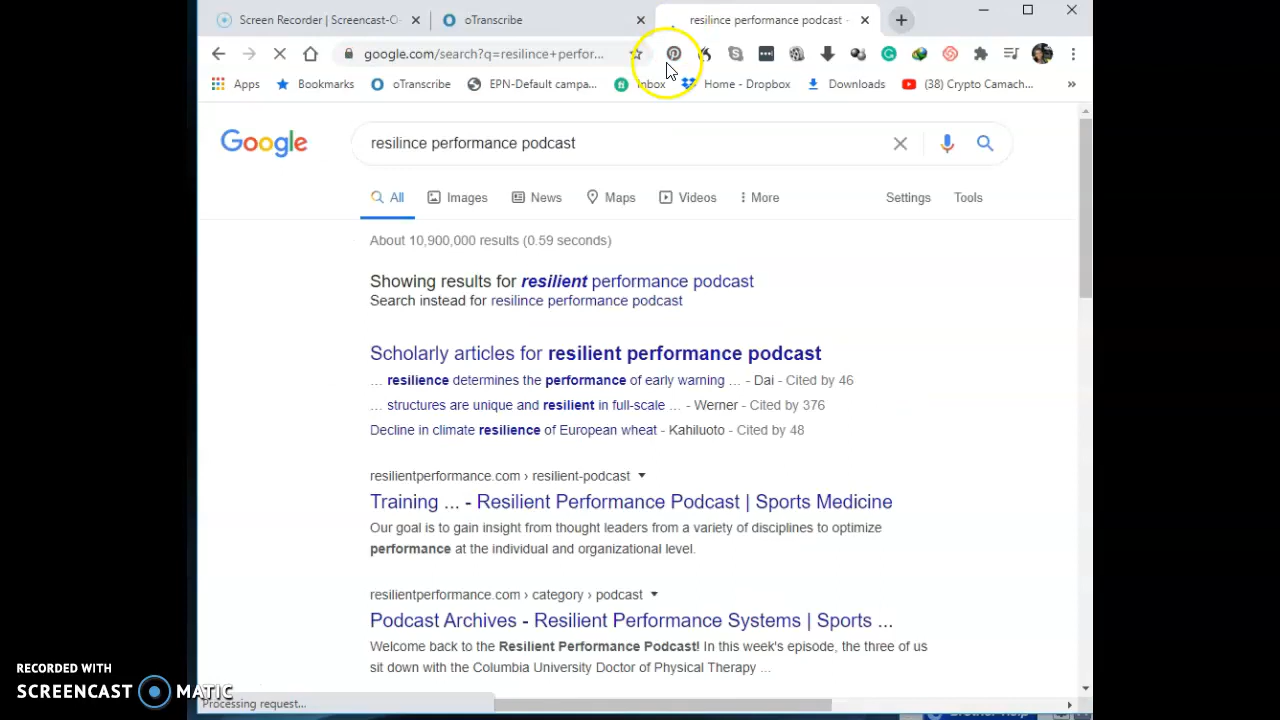 Screen Recorder | Screencast-O-
oTranscribe
resilince performance podcast -
google.com/search?q=resilince+perfor...
Apps
Bookmarks
oTranscribe
EPN-Default campa...
Inbox
Home - Dropbox
Downloads
(38) Crypto Camach...
»
Google
resilince performance podcast
All
Images
News
Maps
Videos
More
Settings
Tools
About 10,900,000 results (0.59 seconds)
Showing results for resilient performance podcast
Search instead for resilince performance podcast
Scholarly articles for resilient performance podcast
... resilience determines the performance of early warning ... - Dai - Cited by 46
... structures are unique and resilient in full-scale ... - Werner - Cited by 376
Decline in climate resilience of European wheat - Kahiluoto - Cited by 48
resilientperformance.com › resilient-podcast
Training ... - Resilient Performance Podcast | Sports Medicine
Our goal is to gain insight from thought leaders from a variety of disciplines to optimize
performance at the individual and organizational level.
resilientperformance.com › category › podcast
Podcast Archives - Resilient Performance Systems | Sports ...
Welcome back to the Resilient Performance Podcast! In this week's episode, the three of us
sit down with the Columbia University Doctor of Physical Therapy ...
Processing request...
RECORDED WITH
SCREENCAST MATIC